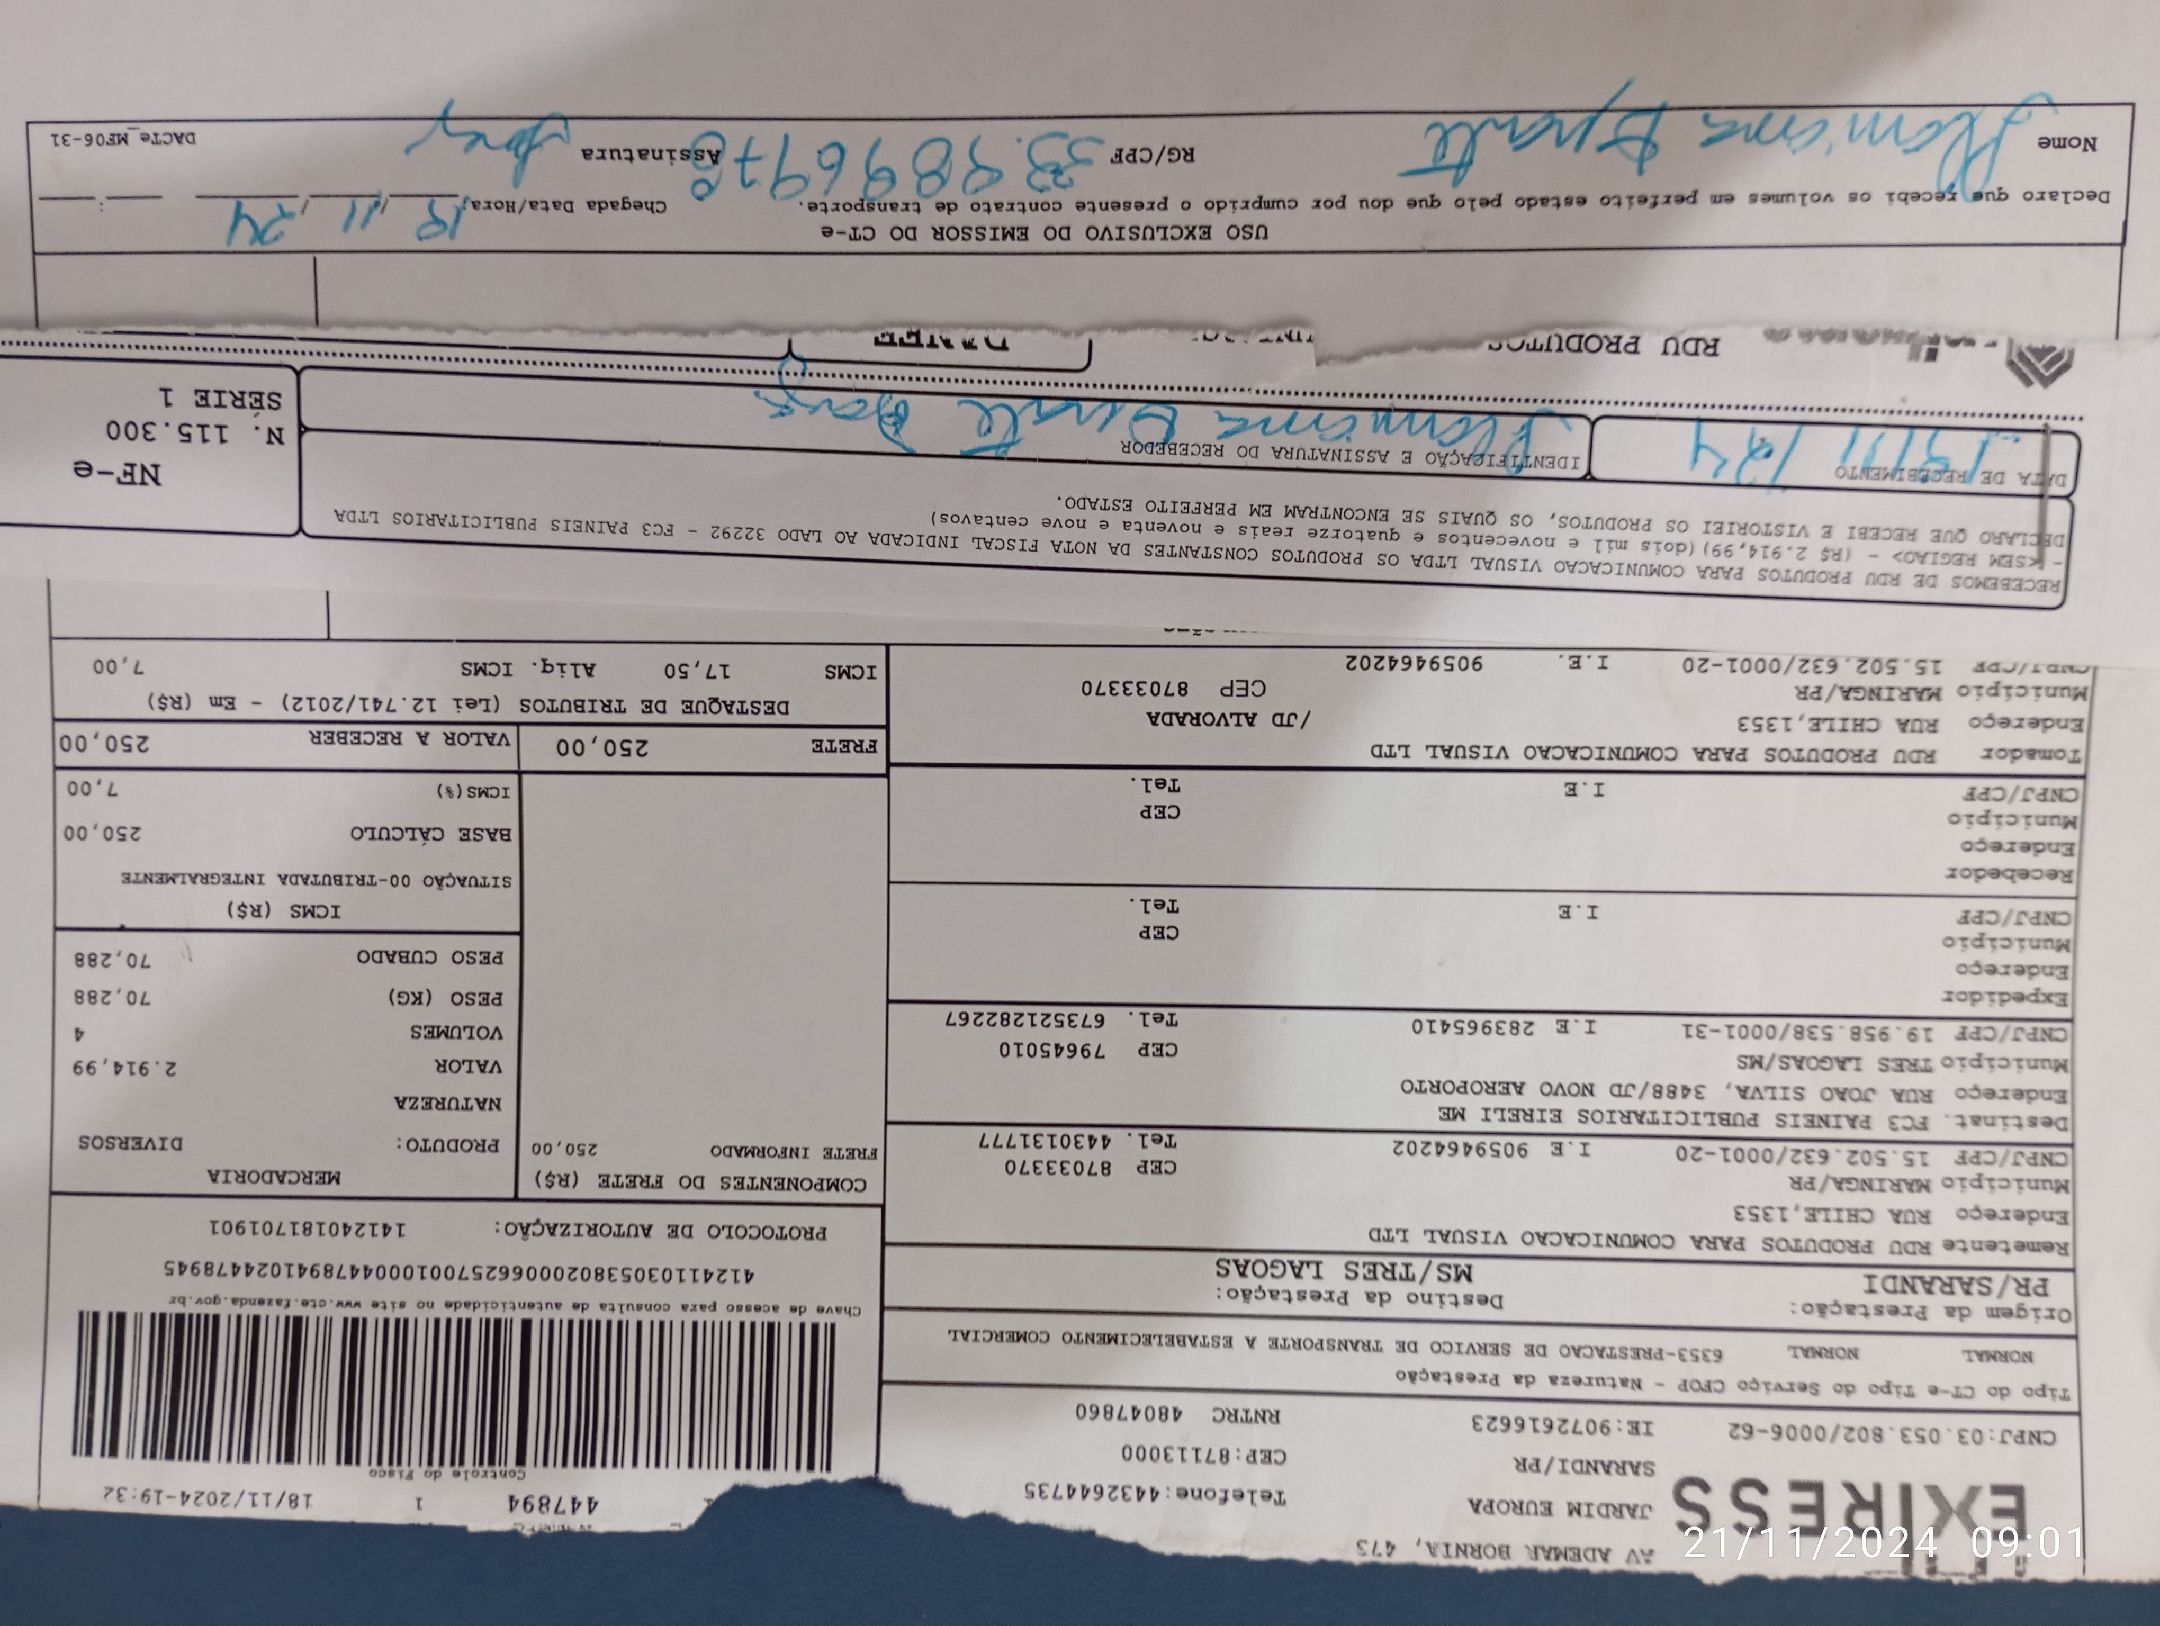 EXIRESS
AV ADEMAR BORNIA, 473
JARDIM EUROPA
Telefone:4432644735
SARANDI/PR
CEP:87113000
CNPJ:03.053.802/0006-62 IE:9072616623 RNTRC 48047860
447894 1 18/11/2024-19:32
Controle do Fisco
Tipo do CT-e Tipo do Serviço CFOP - Natureza da Prestação
NORMAL NORMAL 6353-PRESTACAO DE SERVICO DE TRANSPORTE A ESTABELECIMENTO COMERCIAL
Chave de acesso para consulta de autenticidade no site www.cte.fazenda.gov.br
41241103053802000662570010004478941024478945
PROTOCOLO DE AUTORIZAÇÃO: 141240181701901
Origem da Prestação: Destino da Prestação:
PR/SARANDI MS/TRES LAGOAS
Remetente RDU PRODUTOS PARA COMUNICACAO VISUAL LTD
Endereço RUA CHILE,1353
Município MARINGA/PR CEP 87033370
CNPJ/CPF 15.502.632/0001-20 I.E 9059464202 Tel. 4430131777
Destinat. FC3 PAINEIS PUBLICITARIOS EIRELI ME
Endereço RUA JOAO SILVA, 3488/JD NOVO AEROPORTO
Município TRES LAGOAS/MS CEP 79645010
CNPJ/CPF 19.958.538/0001-31 I.E 283965410 Tel. 673521282267
Expedidor
Endereço
Município CEP
CNPJ/CPF I.E Tel.
Recebedor
Endereço
Município CEP
CNPJ/CPF I.E Tel.
Tomador RDU PRODUTOS PARA COMUNICACAO VISUAL LTD
Endereço RUA CHILE,1353 /JD ALVORADA
Município MARINGA/PR CEP 87033370
CNPJ/CPF 15.502.632/0001-20 I.E. 9059464202
COMPONENTES DO FRETE (R$)
FRETE INFORMADO 250,00
MERCADORIA
PRODUTO: DIVERSOS
NATUREZA
VALOR 2.914,99
VOLUMES 4
PESO (KG) 70,288
PESO CUBADO 70,288
ICMS (R$)
SITUAÇÃO 00-TRIBUTADA INTEGRALMENTE
BASE CÁLCULO 250,00
ICMS(%) 7,00
FRETE 250,00 VALOR A RECEBER 250,00
DESTAQUE DE TRIBUTOS (Lei 12.741/2012) - Em (R$)
ICMS 17,50 Aliq. ICMS 7,00
RECEBEMOS DE RDU PRODUTOS PARA COMUNICACAO VISUAL LTDA OS PRODUTOS CONSTANTES DA NOTA FISCAL INDICADA AO LADO 32292 - FC3 PAINEIS PUBLICITARIOS LTDA
- <SEM REGIAO> - (R$ 2.914,99)(dois mil e novecentos e quatorze reais e noventa e nove centavos)
DECLARO QUE RECEBI E VISTORIEI OS PRODUTOS, OS QUAIS SE ENCONTRAM EM PERFEITO ESTADO.
DATA DE RECEBIMENTO
IDENTIFICAÇÃO E ASSINATURA DO RECEBEDOR
NF-e
N. 115.300
SÉRIE 1
RDU PRODUTOS
DANFE
USO EXCLUSIVO DO EMISSOR DO CT-e
Declaro que recebi os volumes em perfeito estado pelo que dou por cumprido o presente contrato de transporte. Chegada Data/Hora, 19/11/24 :
Nome RG/CPF Assinatura
DACTe_MF06-31
21/11/2024 09:01